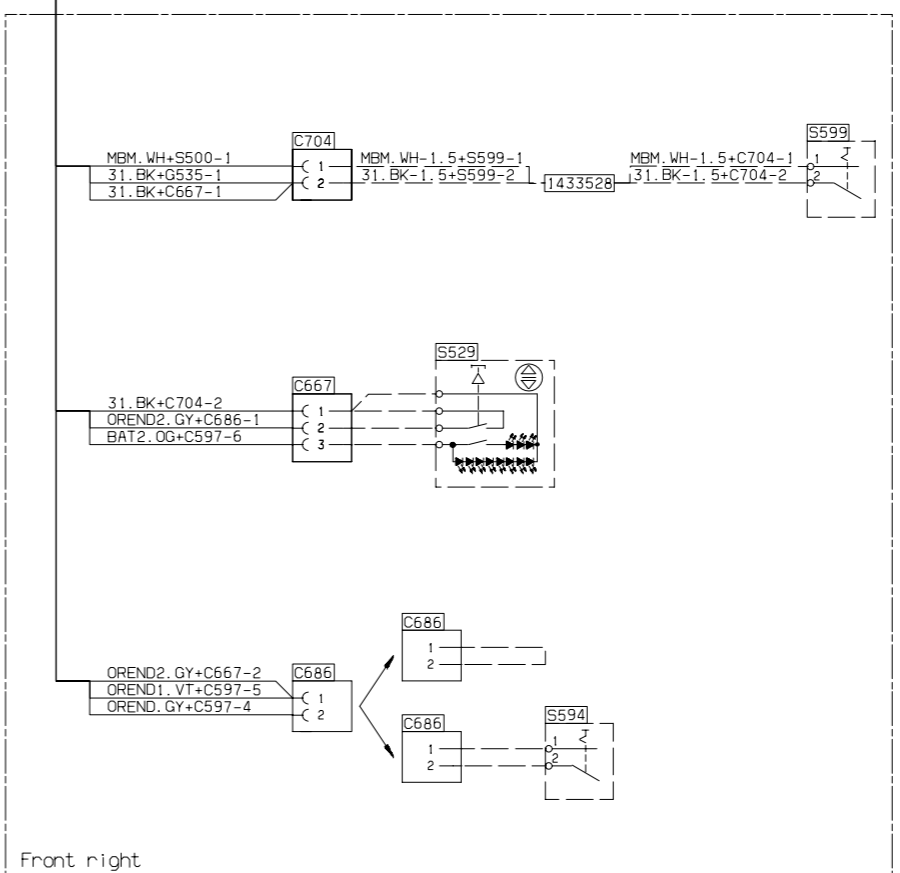 C704
MBM.WH+S500-1
31.BK+G535-1
31.BK+C667-1
1
2
MBM.WH-1.5+S599-1
31.BK-1.5+S599-2
1433528
MBM.WH-1.5+C704-1
31.BK-1.5+C704-2
S599
1
2
S529
C667
31.BK+C704-2
OREND2.GY+C686-1
BAT2.OG+C597-6
1
2
3
C686
1
2
OREND2.GY+C667-2
OREND1.VT+C597-5
OREND.GY+C597-4
C686
1
2
C686
1
2
S594
1
2
Front right